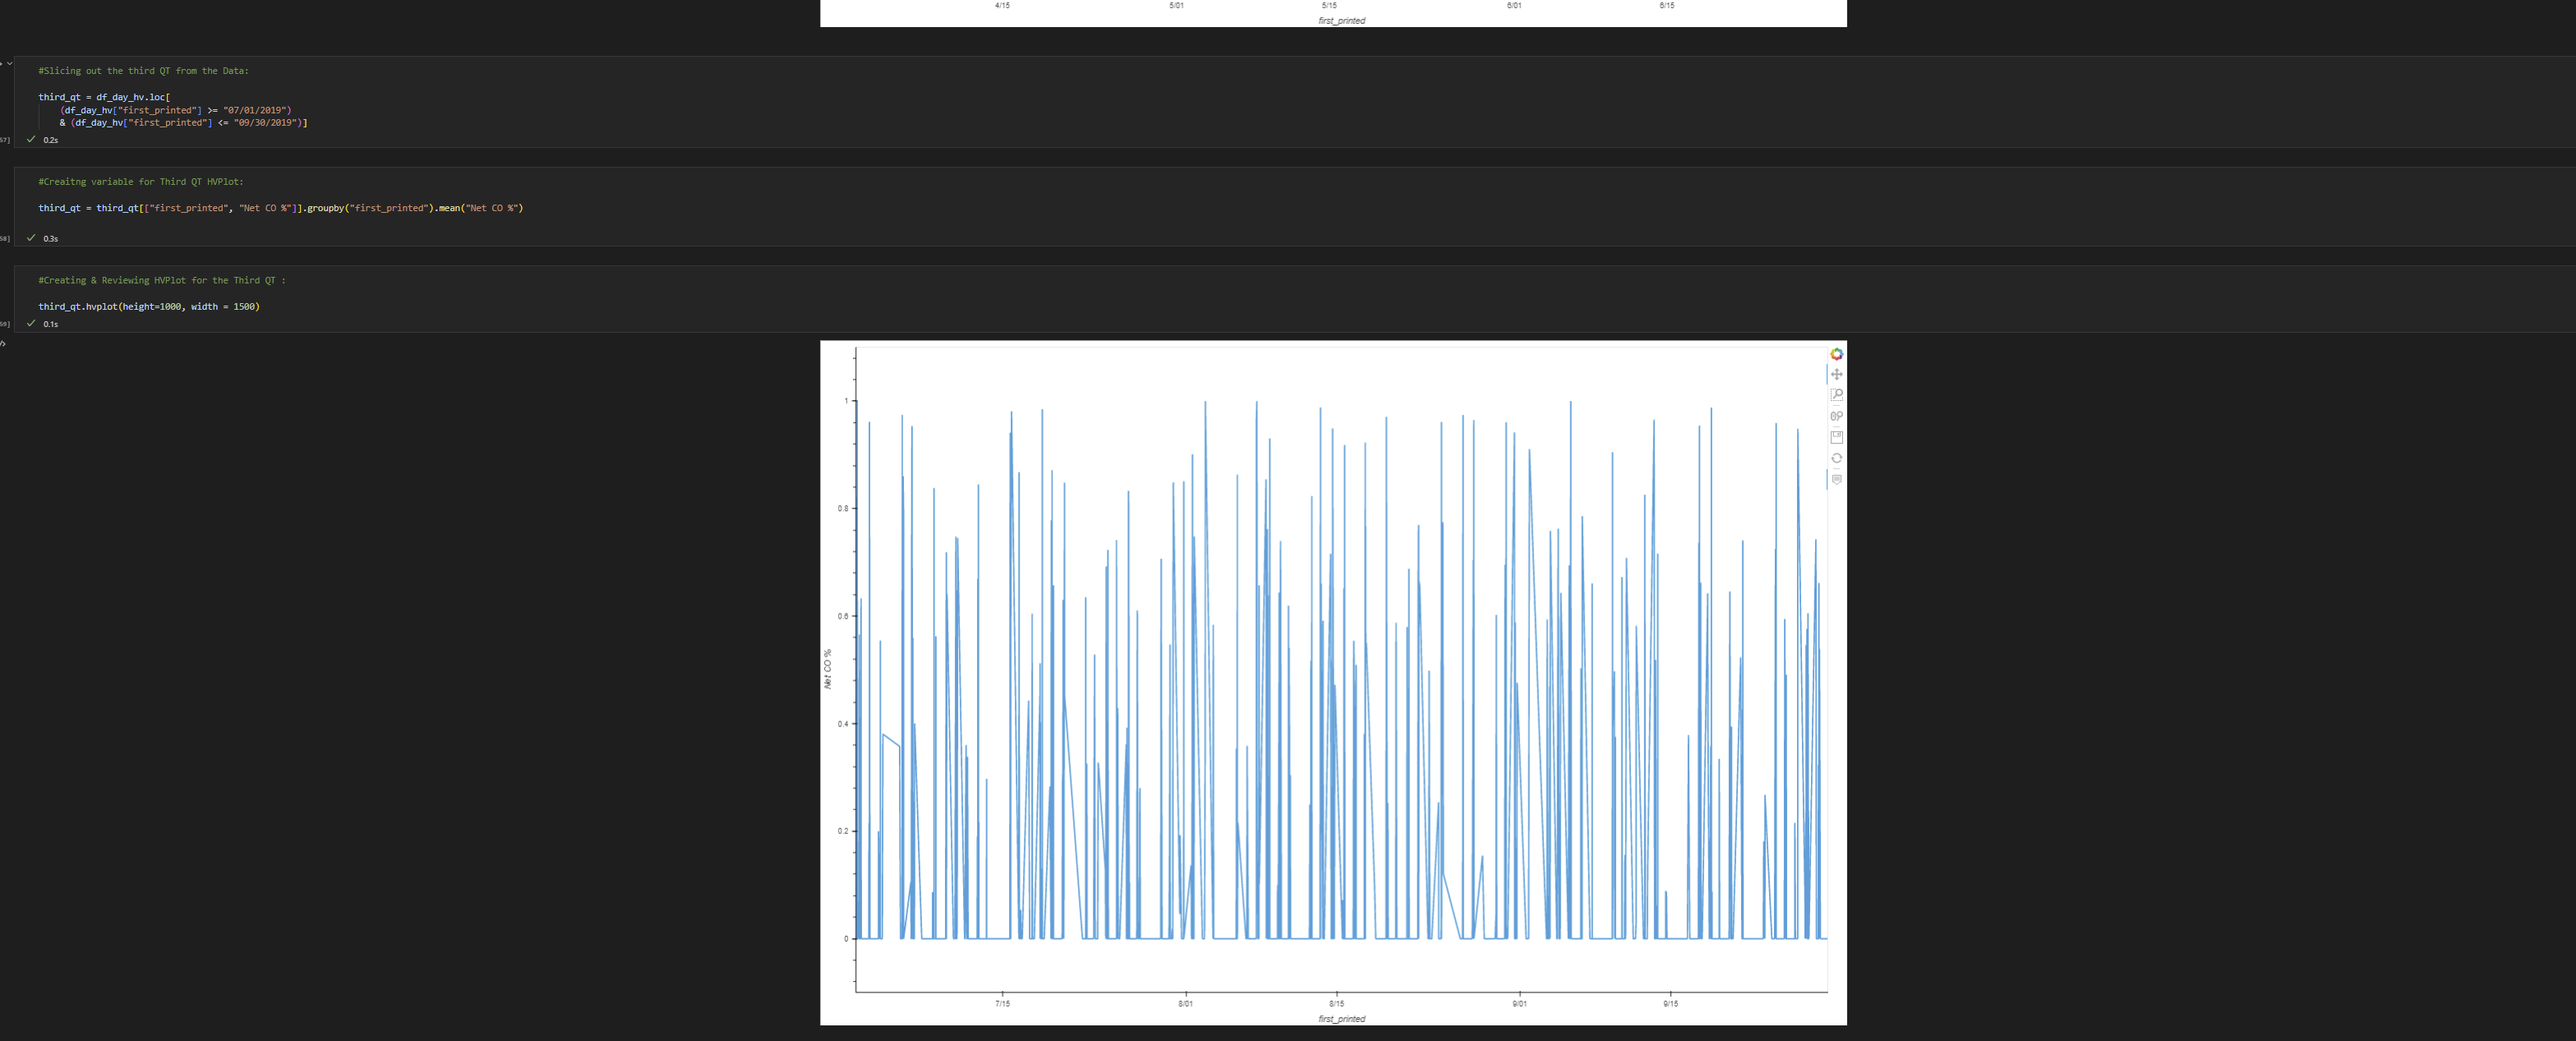 4/15 5/01 5/15 6/01 6/15
first_printed
#Slicing out the third QT from the Data:
third_qt = df_day_hv.loc[
(df_day_hv["first_printed"] >= "07/01/2019")
& (df_day_hv["first_printed"] <= "09/30/2019")]
57]
0.2s
#Creaitng variable for Third QT HVPlot:
third_qt = third_qt[["first_printed", "Net CO %"]].groupby("first_printed").mean("Net CO %")
58]
0.3s
#Creating & Reviewing HVPlot for the Third QT :
third_qt.hvplot(height=1000, width = 1500)
59]
0.1s
1
0.8
0.6
Net CO %
0.4
0.2
0
7/15 8/01 8/15 9/01 9/15
first_printed